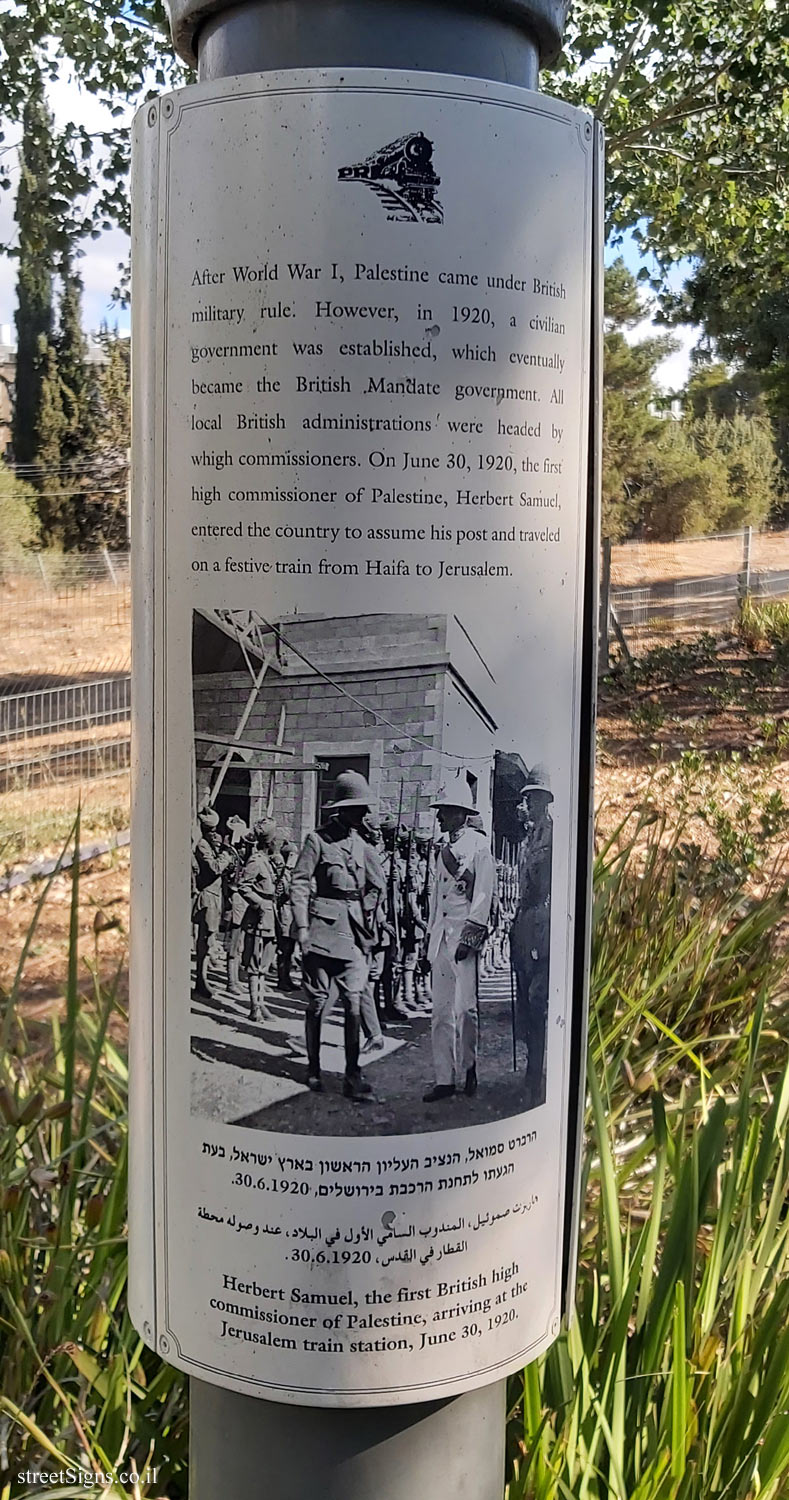 PR
After World War I, Palestine came under British
military rule. However, in 1920, a civilian
government was established, which eventually
became the British Mandate government. All
local British administrations were headed by
whigh commissioners. On June 30, 1920, the first
high commissioner of Palestine, Herbert Samuel,
entered the country to assume his post and traveled
on a festive train from Haifa to Jerusalem.
הרברט סמואל, הנציב העליון הראשון בארץ ישראל, בעת
הגעתו לתחנת הרכבת בירושלים, 30.6.1920.
صموئيل، المندوب السامي الأول في البلاد، عند وصوله محطة
القطار في القدس، 30.6.1920.
Herbert Samuel, the first British high
commissioner of Palestine, arriving at the
Jerusalem train station, June 30, 1920.
streetSigns.co.il